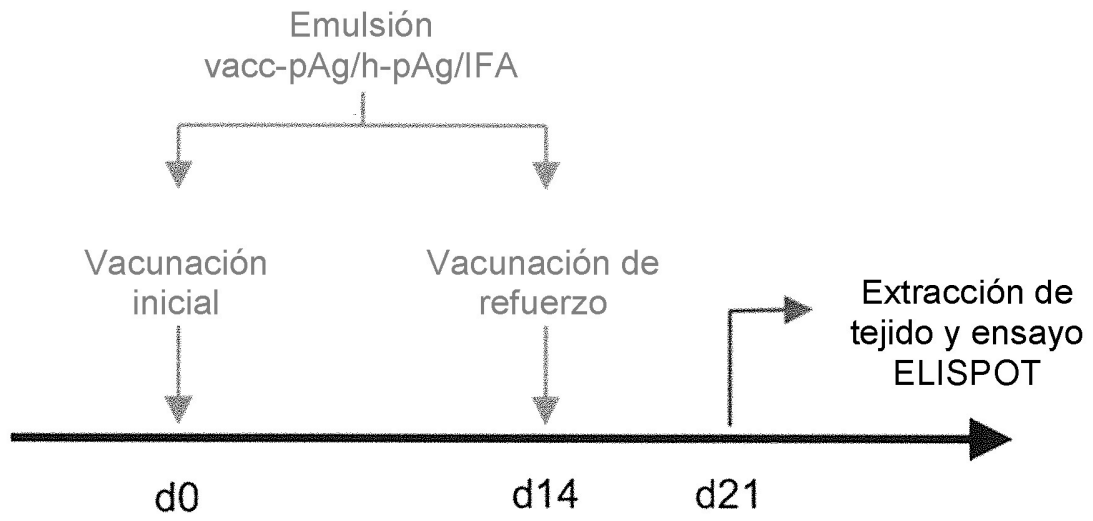 Emulsión
vacc-pAg/h-pAg/IFA
Vacunación
inicial
Vacunación de
refuerzo
Extracción de
tejido y ensayo
ELISPOT
d0
d14
d21